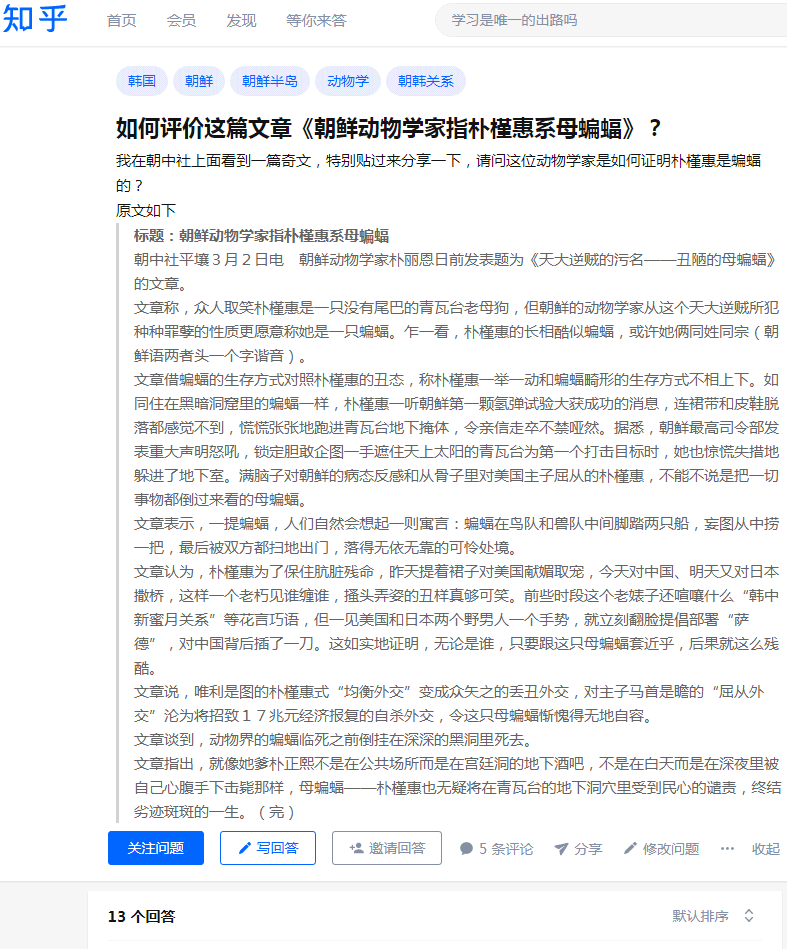 知乎 首页 会员 发现 等你来答 学习是唯一的出路吗
韩国 朝鲜 朝鲜半岛 动物学 朝韩关系
如何评价这篇文章《朝鲜动物学家指朴槿惠系母蝙蝠》？
我在朝中社上面看到一篇奇文，特别贴过来分享一下，请问这位动物学家是如何证明朴槿惠是蝙蝠
的？
原文如下
标题：朝鲜动物学家指朴槿惠系母蝙蝠
朝中社平壤３月２日电　朝鲜动物学家朴丽恩日前发表题为《天大逆贼的污名——丑陋的母蝙蝠》
的文章。
文章称，众人取笑朴槿惠是一只没有尾巴的青瓦台老母狗，但朝鲜的动物学家从这个天大逆贼所犯
种种罪孽的性质更愿意称她是一只蝙蝠。乍一看，朴槿惠的长相酷似蝙蝠，或许她俩同姓同宗（朝
鲜语两者头一个字谐音）。
文章借蝙蝠的生存方式对照朴槿惠的丑态，称朴槿惠一举一动和蝙蝠畸形的生存方式不相上下。如
同住在黑暗洞窟里的蝙蝠一样，朴槿惠一听朝鲜第一颗氢弹试验大获成功的消息，连裙带和皮鞋脱
落都感觉不到，慌慌张张地跑进青瓦台地下掩体，令亲信走卒不禁哑然。据悉，朝鲜最高司令部发
表重大声明怒吼，锁定胆敢企图一手遮住天上太阳的青瓦台为第一个打击目标时，她也惊慌失措地
躲进了地下室。满脑子对朝鲜的病态反感和从骨子里对美国主子屈从的朴槿惠，不能不说是把一切
事物都倒过来看的母蝙蝠。
文章表示，一提蝙蝠，人们自然会想起一则寓言：蝙蝠在鸟队和兽队中间脚踏两只船，妄图从中捞
一把，最后被双方都扫地出门，落得无依无靠的可怜处境。
文章认为，朴槿惠为了保住肮脏残命，昨天提着裙子对美国献媚取宠，今天对中国、明天又对日本
撒娇，这样一个老朽见谁缠谁，搔头弄姿的丑样真够可笑。前些时段这个老婊子还喧嚷什么“韩中
新蜜月关系”等花言巧语，但一见美国和日本两个野男人一个手势，就立刻翻脸提倡部署“萨
德”，对中国背后插了一刀。这如实地证明，无论是谁，只要跟这只母蝙蝠套近乎，后果就这么残
酷。
文章说，唯利是图的朴槿惠式“均衡外交”变成众矢之的丢丑外交，对主子马首是瞻的“屈从外
交”沦为将招致１７兆元经济报复的自杀外交，令这只母蝙蝠惭愧得无地自容。
文章谈到，动物界的蝙蝠临死之前倒挂在深深的黑洞里死去。
文章指出，就像她爹朴正熙不是在公共场所而是在宫廷洞的地下酒吧，不是在白天而是在深夜里被
自己心腹手下击毙那样，母蝙蝠——朴槿惠也无疑将在青瓦台的地下洞穴里受到民心的谴责，终结
劣迹斑斑的一生。（完）
关注问题 写回答 邀请回答 5 条评论 分享 修改问题 ··· 收起
13 个回答 默认排序